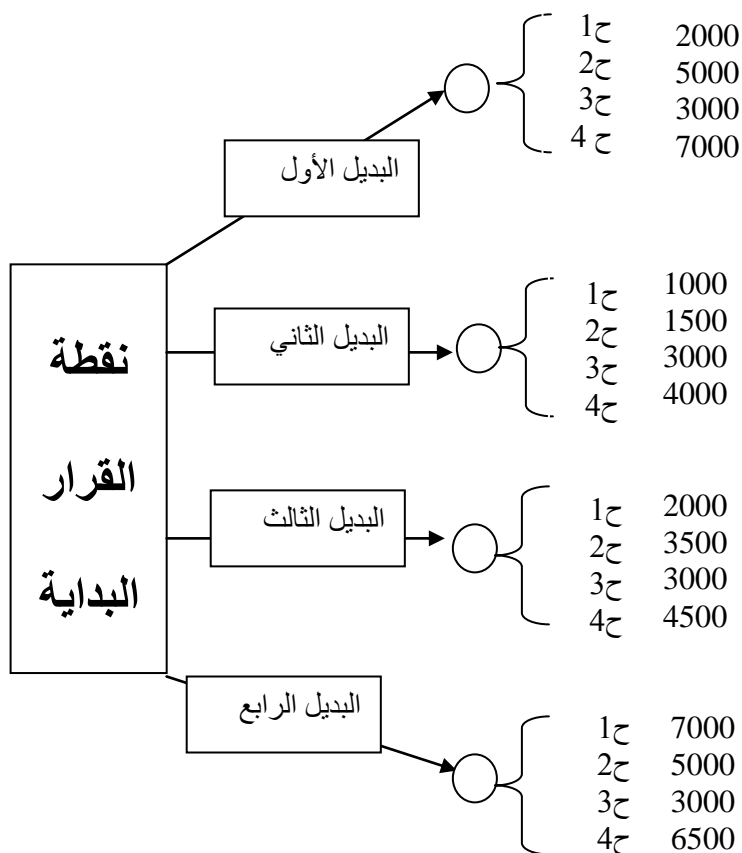 ح1 2000
ح2 5000
ح3 3000
ح 4 7000
البديل الأول
ح1 1000
ح2 1500
ح3 3000
ح4 4000
البديل الثاني
نقطة
القرار
البداية
ح1 2000
ح2 3500
ح3 3000
ح4 4500
البديل الثالث
ح1 7000
ح2 5000
ح3 3000
ح4 6500
البديل الرابع